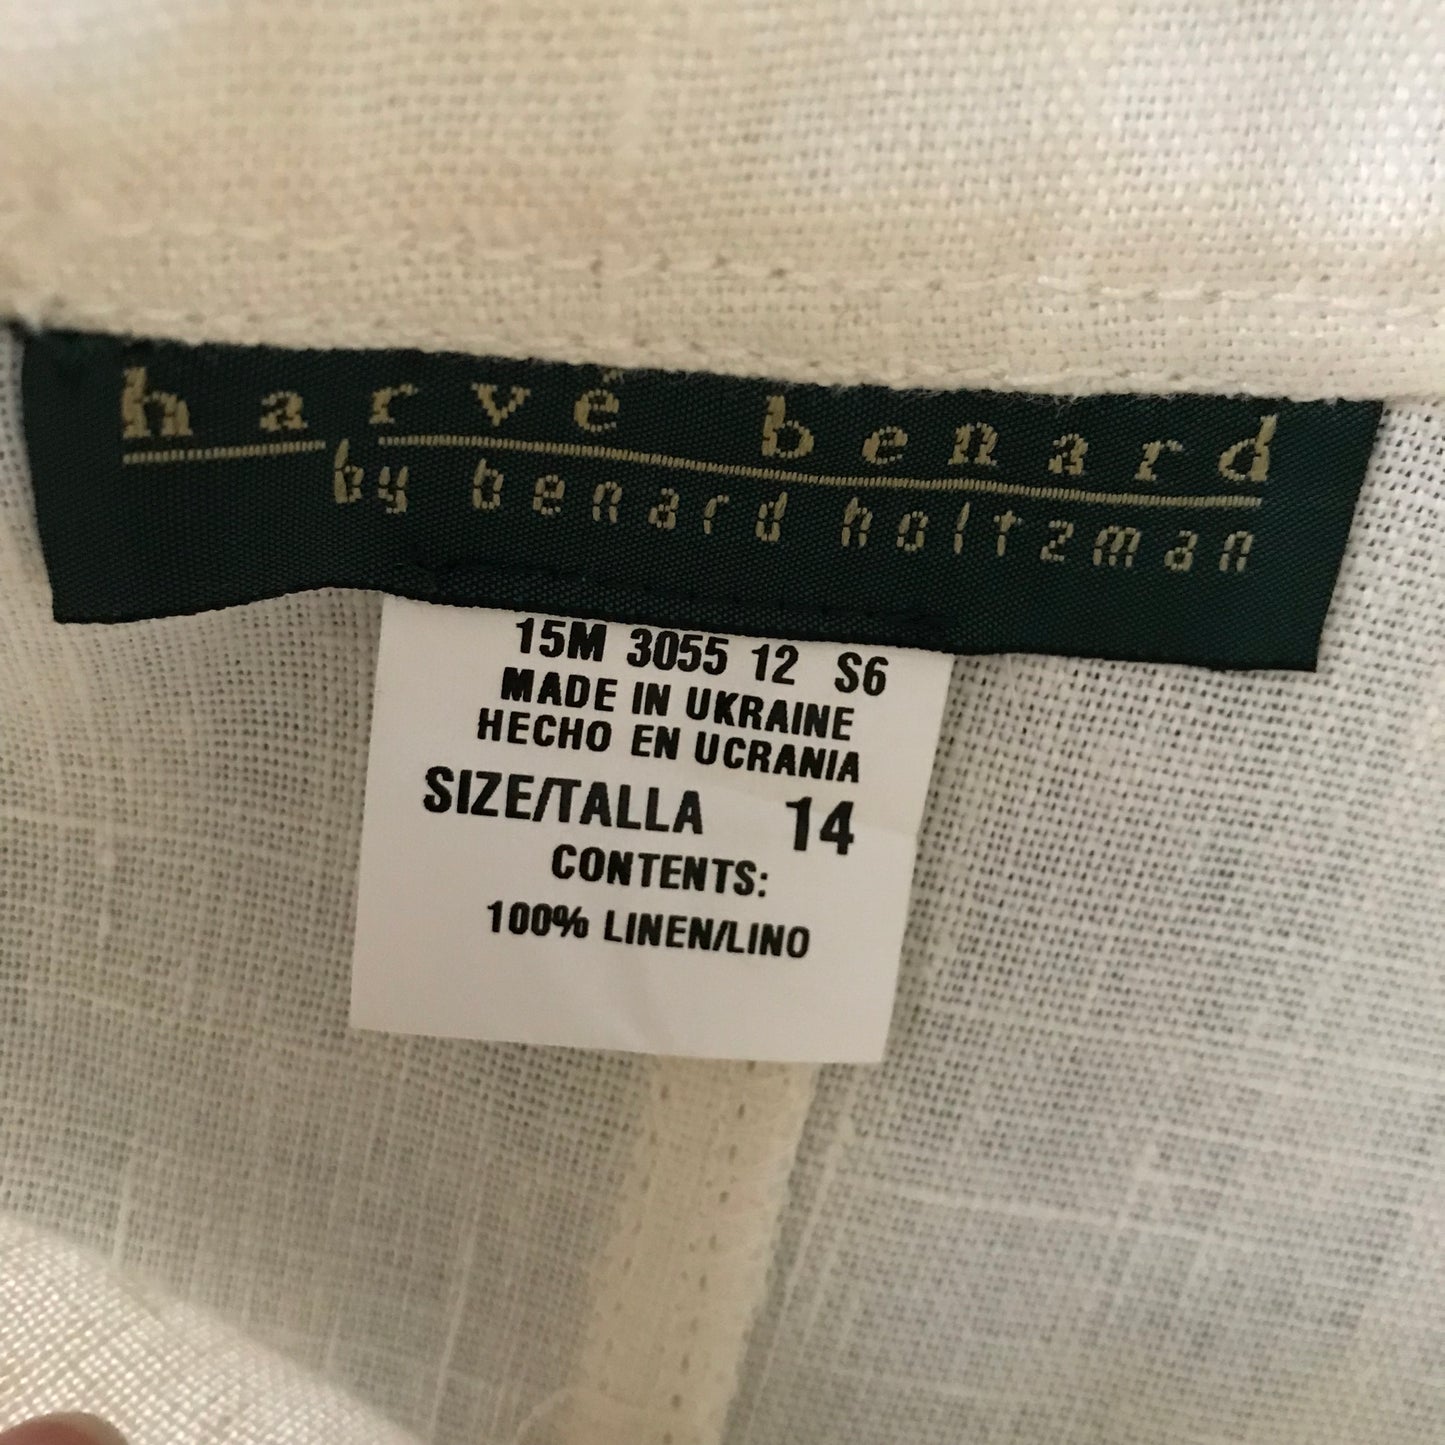 harvé benard
by benard holtzman
15M 3055 12 S6
MADE IN UKRAINE
HECHO EN UCRANIA
SIZE/TALLA 14
CONTENTS:
100% LINEN/LINO